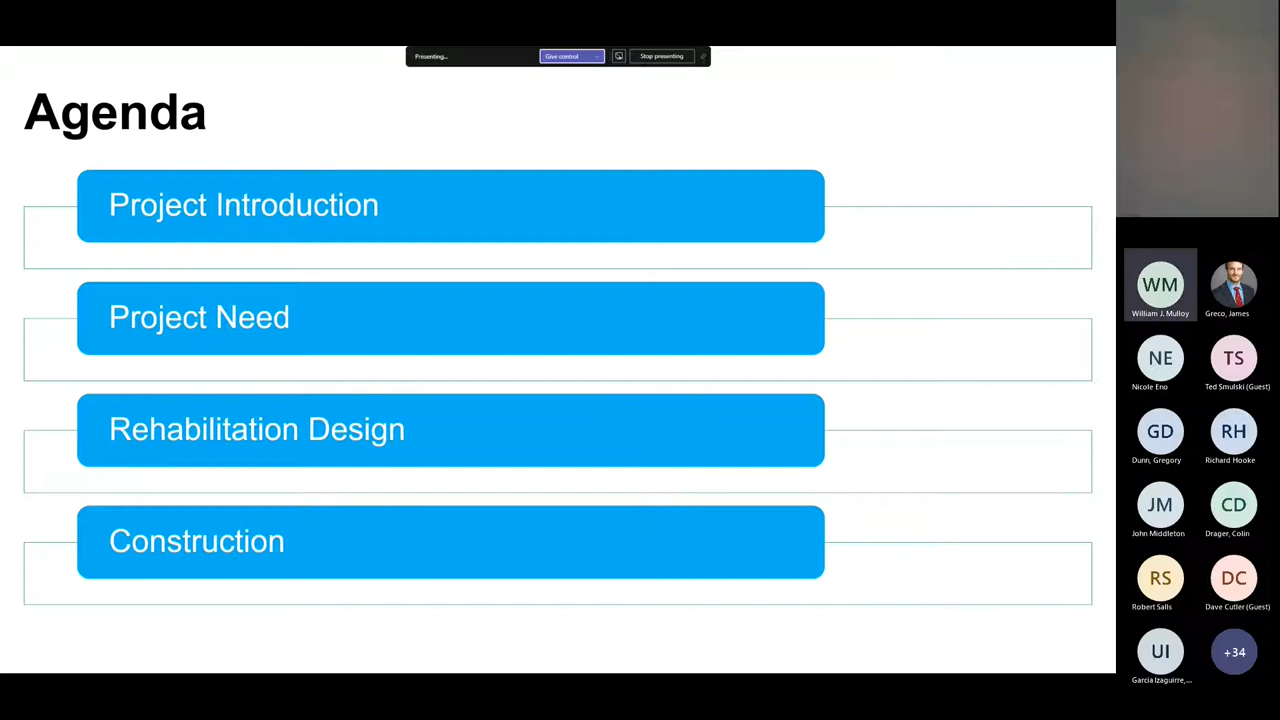 Presenting...
Give control
Stop presenting
Agenda
Project Introduction
Project Need
Rehabilitation Design
Construction
WM
William J. Mulloy
Greco, James
NE
Nicole Eno
TS
Ted Smulski (Guest)
GD
Dunn, Gregory
RH
Richard Hooke
JM
John Middleton
CD
Drager, Colin
RS
Robert Salls
DC
Dave Cutler (Guest)
UI
Garcia Izaguirre,...
+34